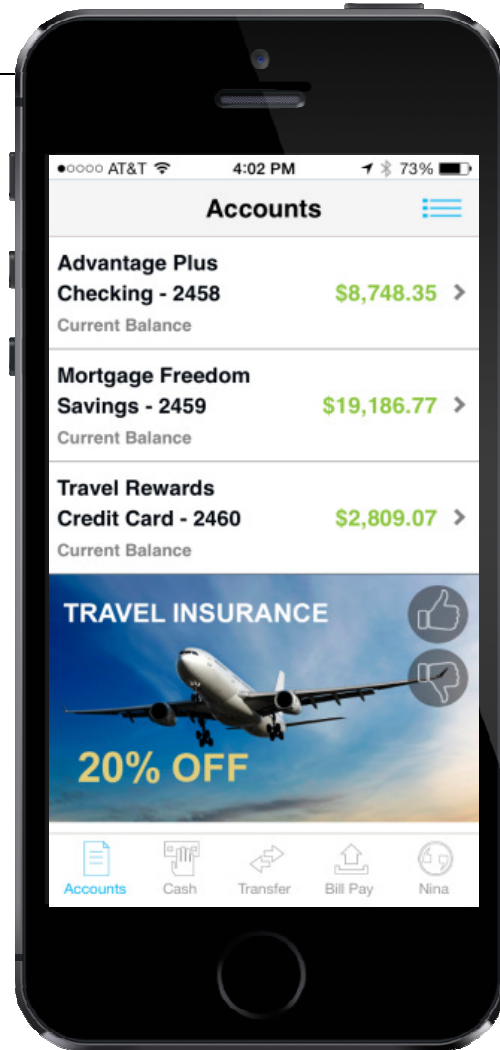 AT&T 4:02 PM 73%
Accounts
Advantage Plus
Checking - 2458 $8,748.35
Current Balance
Mortgage Freedom
Savings - 2459 $19,186.77
Current Balance
Travel Rewards
Credit Card - 2460 $2,809.07
Current Balance
TRAVEL INSURANCE
20% OFF
Accounts Cash Transfer Bill Pay Nina